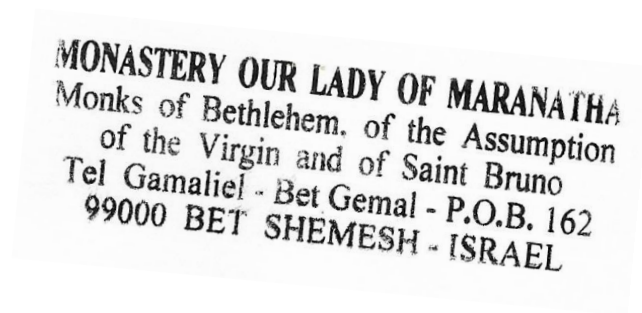 MONASTERY OUR LADY OF MARANATHA
Monks of Bethlehem, of the Assumption
of the Virgin and of Saint Bruno
Tel Gamaliel - Bet Gemal - P.O.B. 162
99000 BET SHEMESH - ISRAEL